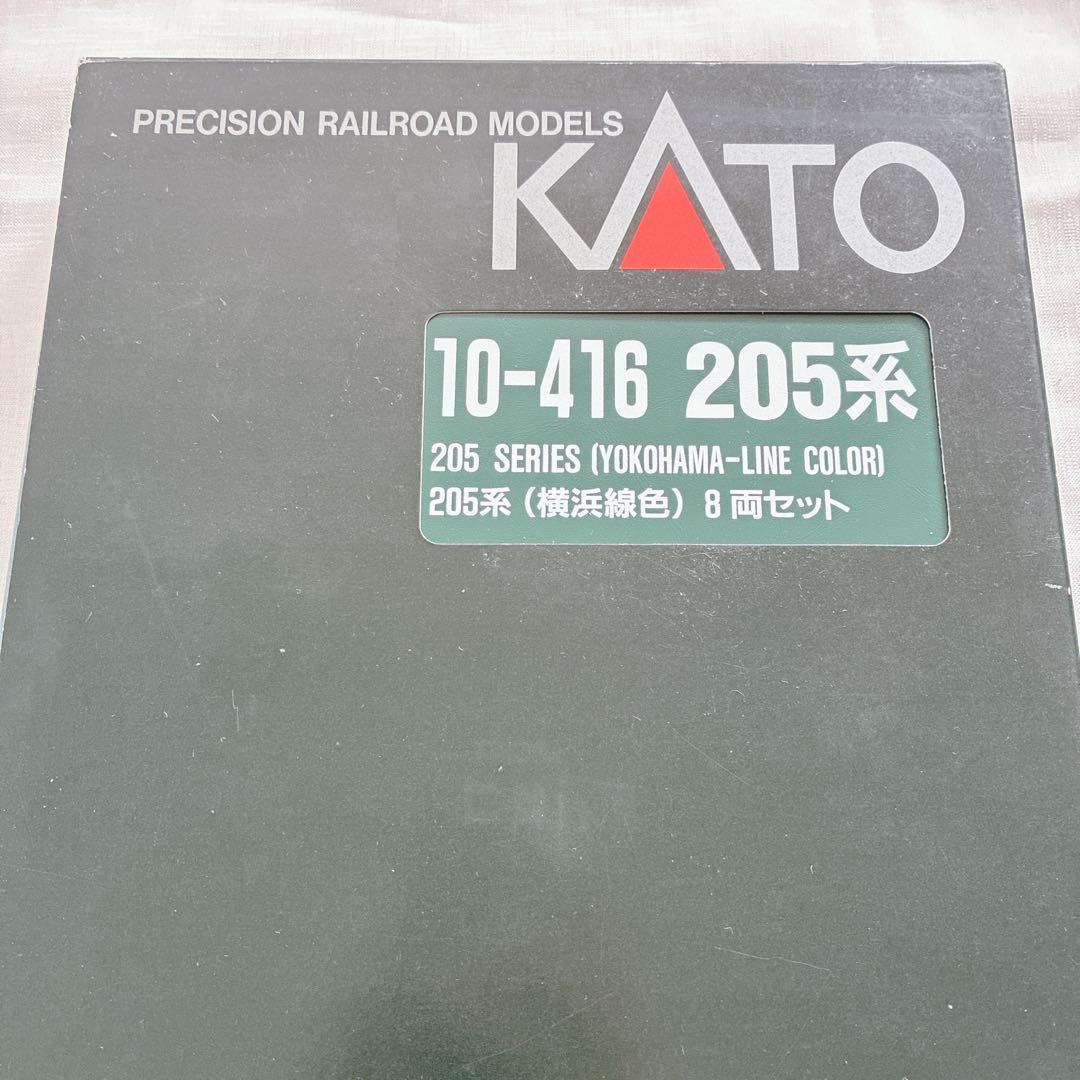 PRECISION RAILROAD MODELS
KATO
10-416 205系
205 SERIES (YOKOHAMA-LINE COLOR)
205系（横浜線色）8両セット